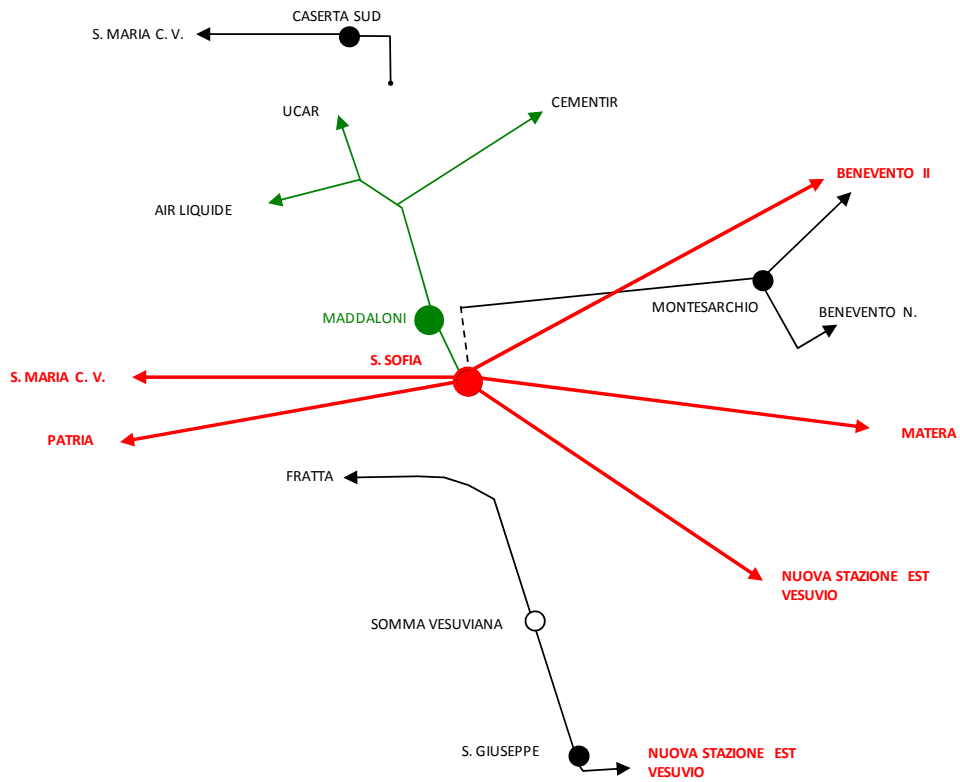 CASERTA SUD
S. MARIA C. V.
UCAR
CEMENTIR
BENEVENTO II
AIR LIQUIDE
MONTESARCHIO
BENEVENTO N.
MADDALONI
S. SOFIA
S. MARIA C. V.
PATRIA
MATERA
FRATTA
NUOVA STAZIONE EST
VESUVIO
SOMMA VESUVIANA
S. GIUSEPPE
NUOVA STAZIONE EST
VESUVIO